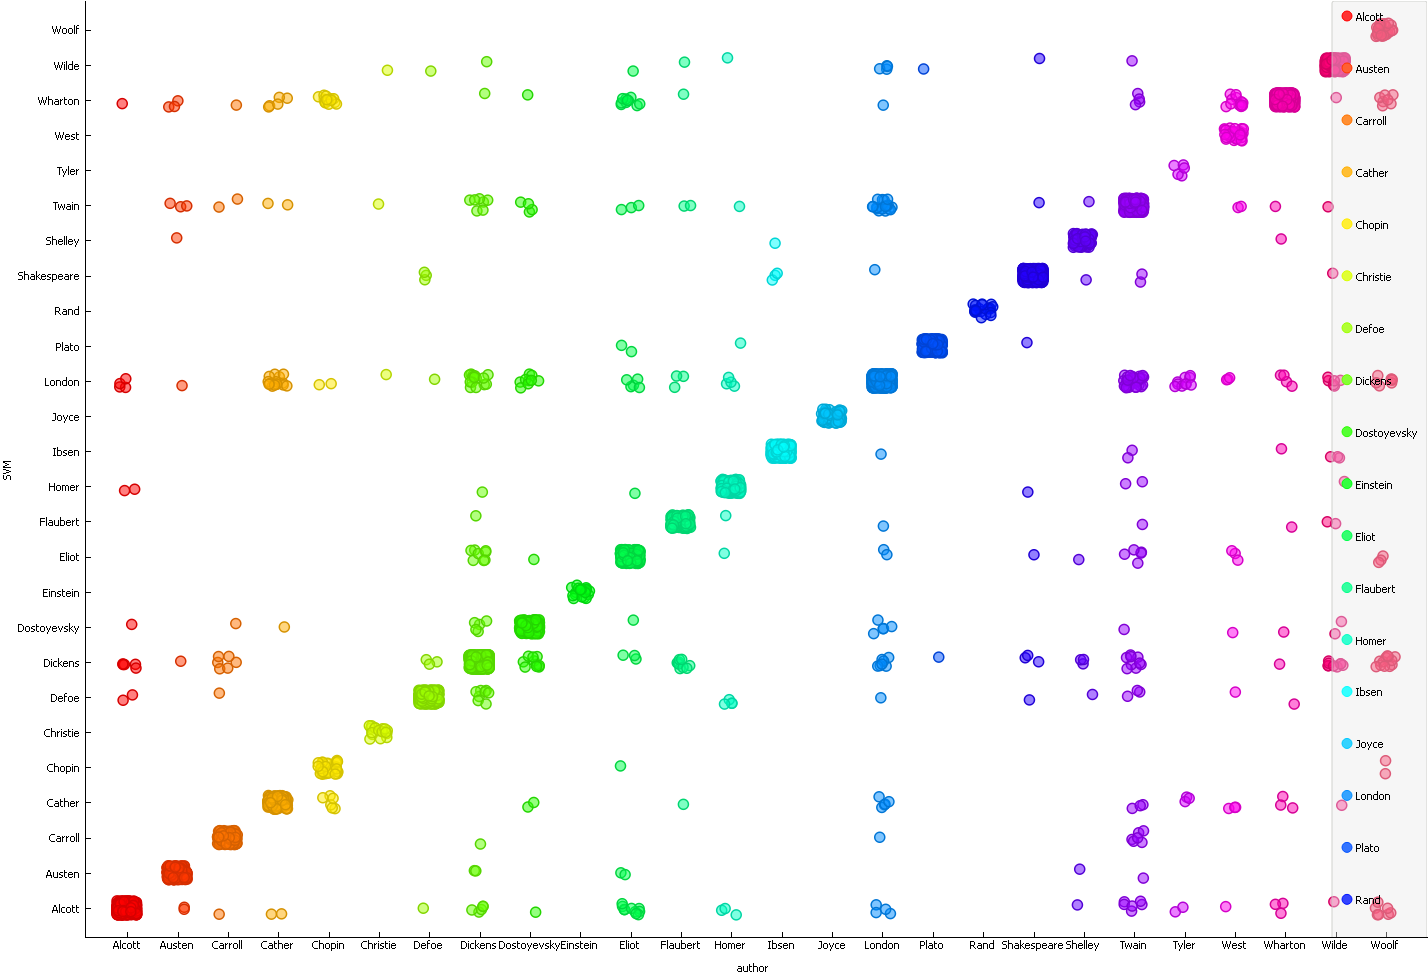 Woolf
Wilde
Wharton
West
Tyler
Twain
Shelley
Shakespeare
Rand
Plato
London
Joyce
Ibsen
Homer
Flaubert
Eliot
Einstein
Dostoyevsky
Dickens
Defoe
Christie
Chopin
Cather
Carroll
Austen
Alcott
SVM
Alcott Austen Carroll Cather Chopin Christie Defoe Dickens Dostoyevsky Einstein Eliot Flaubert Homer Ibsen Joyce London Plato Rand Shakespeare Shelley Twain Tyler West Wharton Wilde Woolf
author
Alcott
Austen
Carroll
Cather
Chopin
Christie
Defoe
Dickens
Dostoyevsky
Einstein
Eliot
Flaubert
Homer
Ibsen
Joyce
London
Plato
Rand